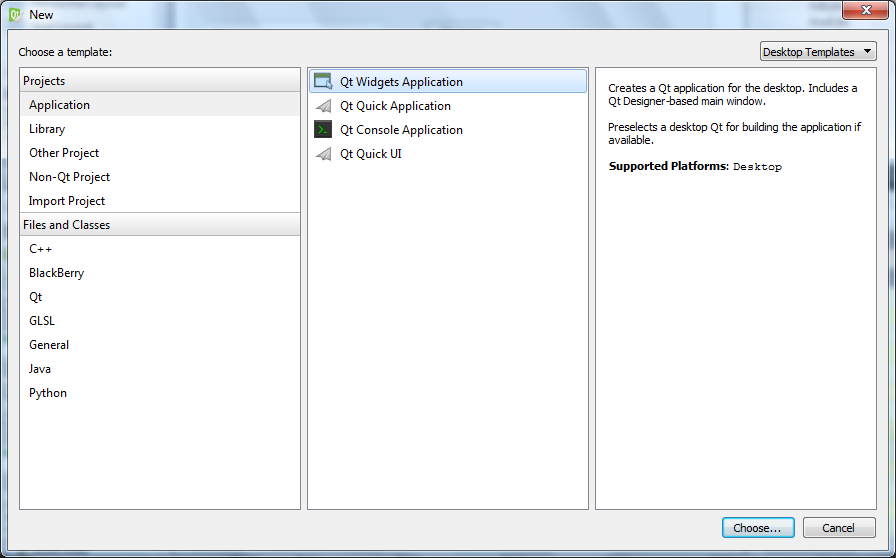 New
Choose a template:
Desktop Templates
Projects
Application
Library
Other Project
Non-Qt Project
Import Project
Files and Classes
C++
BlackBerry
Qt
GLSL
General
Java
Python
Qt Widgets Application
Qt Quick Application
Qt Console Application
Qt Quick UI
Creates a Qt application for the desktop. Includes a
Qt Designer-based main window.
Preselects a desktop Qt for building the application if
available.
Supported Platforms: Desktop
Choose...
Cancel